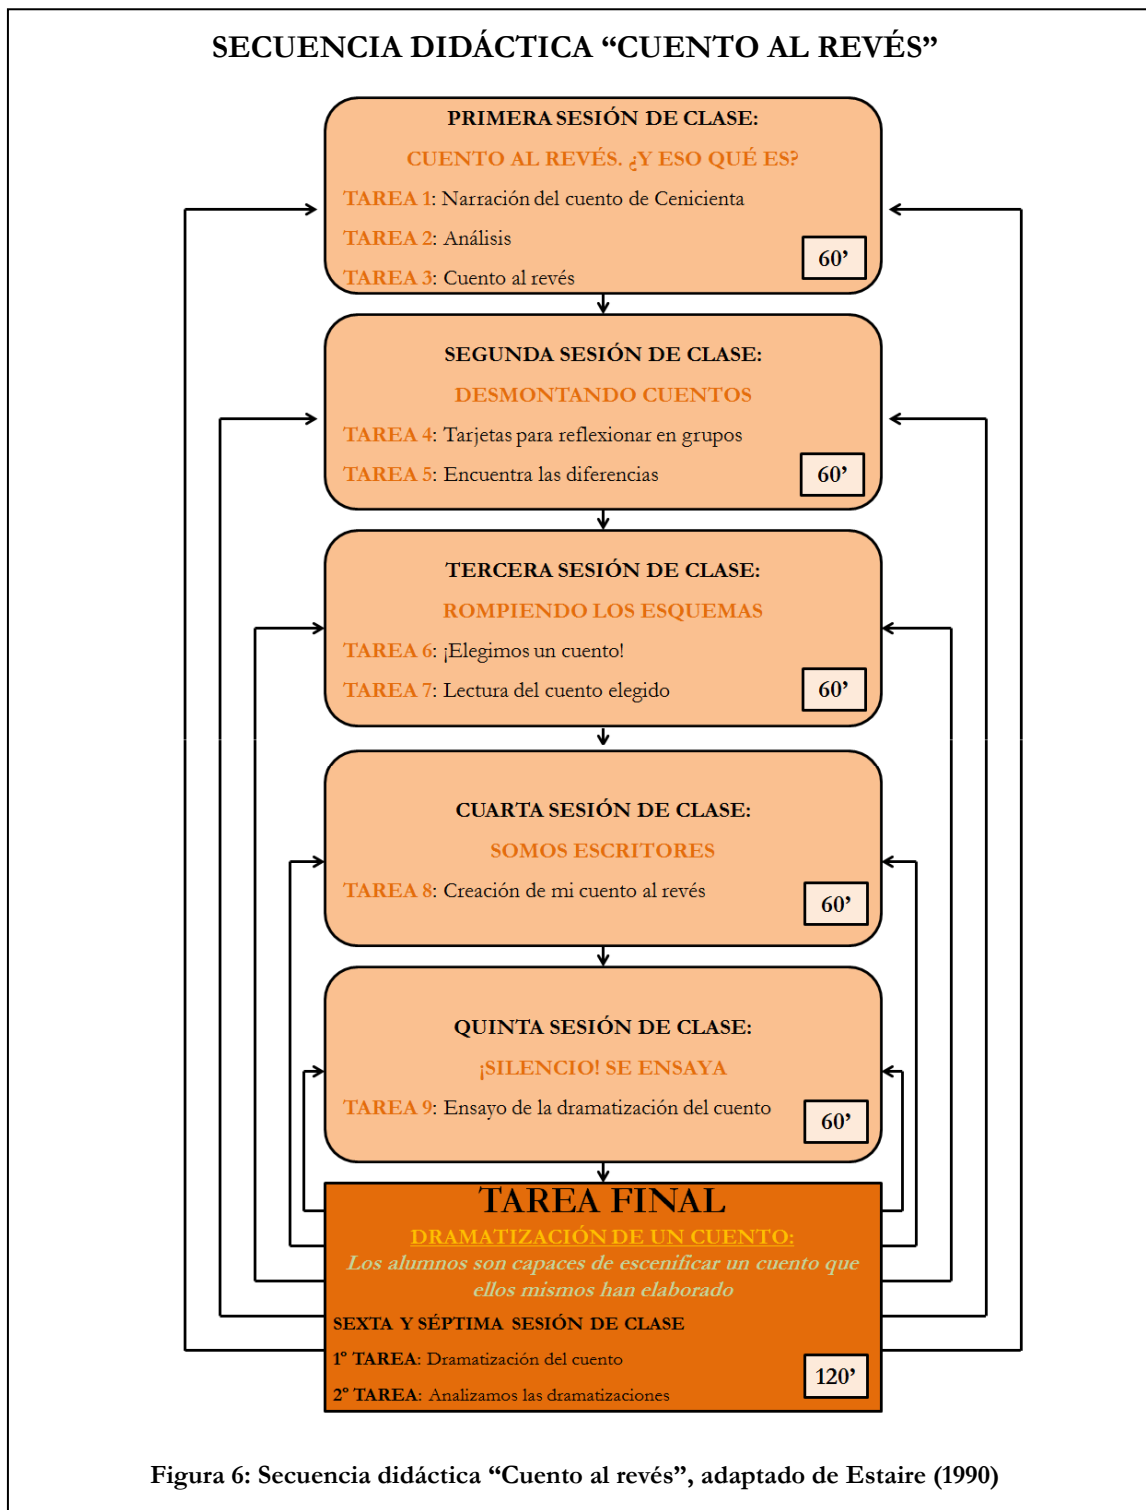 SECUENCIA DIDÁCTICA “CUENTO AL REVÉS”
PRIMERA SESIÓN DE CLASE:
CUENTO AL REVÉS. ¿Y ESO QUÉ ES?
TAREA 1: Narración del cuento de Cenicienta
TAREA 2: Análisis
60’
TAREA 3: Cuento al revés
SEGUNDA SESIÓN DE CLASE:
DESMONTANDO CUENTOS
TAREA 4: Tarjetas para reflexionar en grupos
TAREA 5: Encuentra las diferencias
60’
TERCERA SESIÓN DE CLASE:
ROMPIENDO LOS ESQUEMAS
TAREA 6: ¡Elegimos un cuento!
TAREA 7: Lectura del cuento elegido
60’
CUARTA SESIÓN DE CLASE:
SOMOS ESCRITORES
TAREA 8: Creación de mi cuento al revés
60’
QUINTA SESIÓN DE CLASE:
¡SILENCIO! SE ENSAYA
TAREA 9: Ensayo de la dramatización del cuento
60’
TAREA FINAL
DRAMATIZACIÓN DE UN CUENTO:
Los alumnos son capaces de escenificar un cuento que
ellos mismos han elaborado
SEXTA Y SÉPTIMA SESIÓN DE CLASE
1º TAREA: Dramatización del cuento
120’
2º TAREA: Analizamos las dramatizaciones
Figura 6: Secuencia didáctica “Cuento al revés”, adaptado de Estaire (1990)